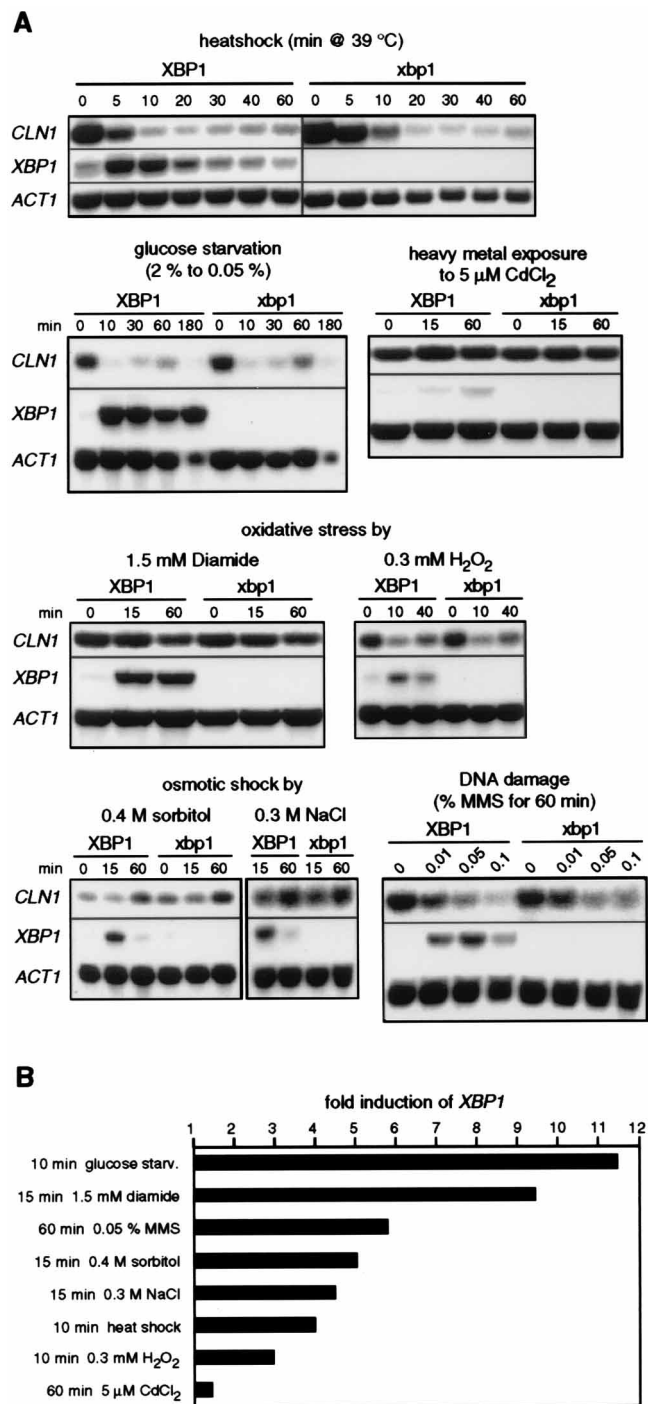 A
heatshock (min @ 39 °C)
XBP1 xbp1
0 5 10 20 30 40 60 0 5 10 20 30 40 60
CLN1
XBP1
ACT1
glucose starvation
(2 % to 0.05 %)
XBP1 xbp1
min 0 10 30 60 180 0 10 30 60 180
CLN1
XBP1
ACT1
heavy metal exposure
to 5 µM CdCl2
XBP1 xbp1
0 15 60 0 15 60
oxidative stress by
1.5 mM Diamide
XBP1 xbp1
min 0 15 60 0 15 60
CLN1
XBP1
ACT1
0.3 mM H2O2
XBP1 xbp1
0 10 40 0 10 40
osmotic shock by
0.4 M sorbitol 0.3 M NaCl
XBP1 xbp1 XBP1 xbp1
min 0 15 60 0 15 60 15 60 15 60
CLN1
XBP1
ACT1
DNA damage
(% MMS for 60 min)
XBP1 xbp1
0 0.01 0.05 0.1 0 0.01 0.05 0.1
B
fold induction of XBP1
1 2 3 4 5 6 7 8 9 10 11 12
10 min glucose starv.
15 min 1.5 mM diamide
60 min 0.05 % MMS
15 min 0.4 M sorbitol
15 min 0.3 M NaCl
10 min heat shock
10 min 0.3 mM H2O2
60 min 5 µM CdCl2